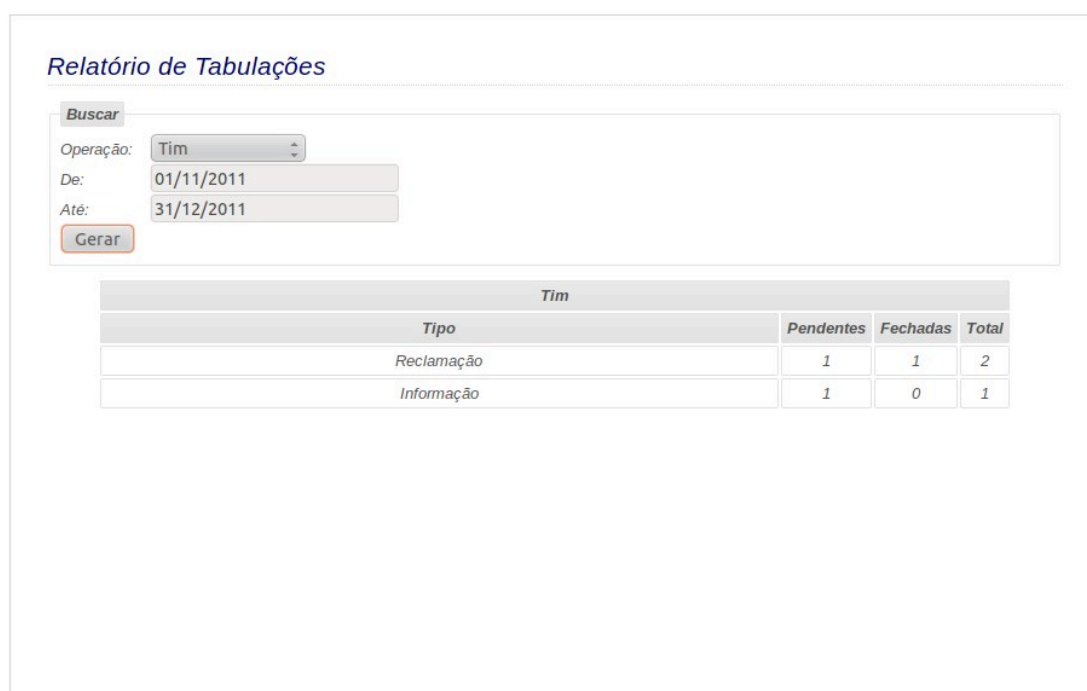 Relatório de Tabulações
Buscar
Operação: Tim
De: 01/11/2011
Até: 31/12/2011
Gerar
Tim
Tipo Pendentes Fechadas Total
Reclamação 1 1 2
Informação 1 0 1